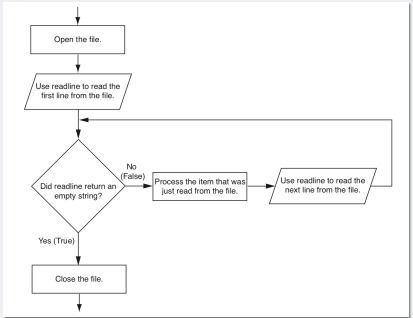 Open the file.
Use readline to read the
first line from the file.
Did readline return an
empty string?
No
(False)
Process the item that was
just read from the file.
Use readline to read the
next line from the file.
Yes (True)
Close the file.